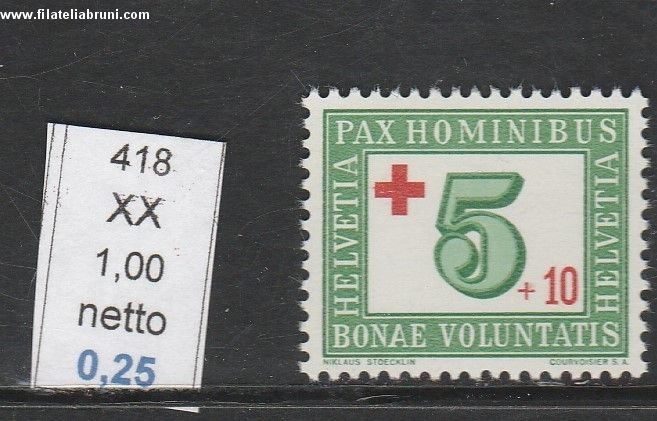 www.filateliabruni.com
418
XX
1,00
netto
0,25
PAX HOMINIBUS
HELVETIA
5
+10
HELVETIA
BONAE VOLUNTATIS
NIKLAUS STOECKLIN
COURVOISIER S. A.